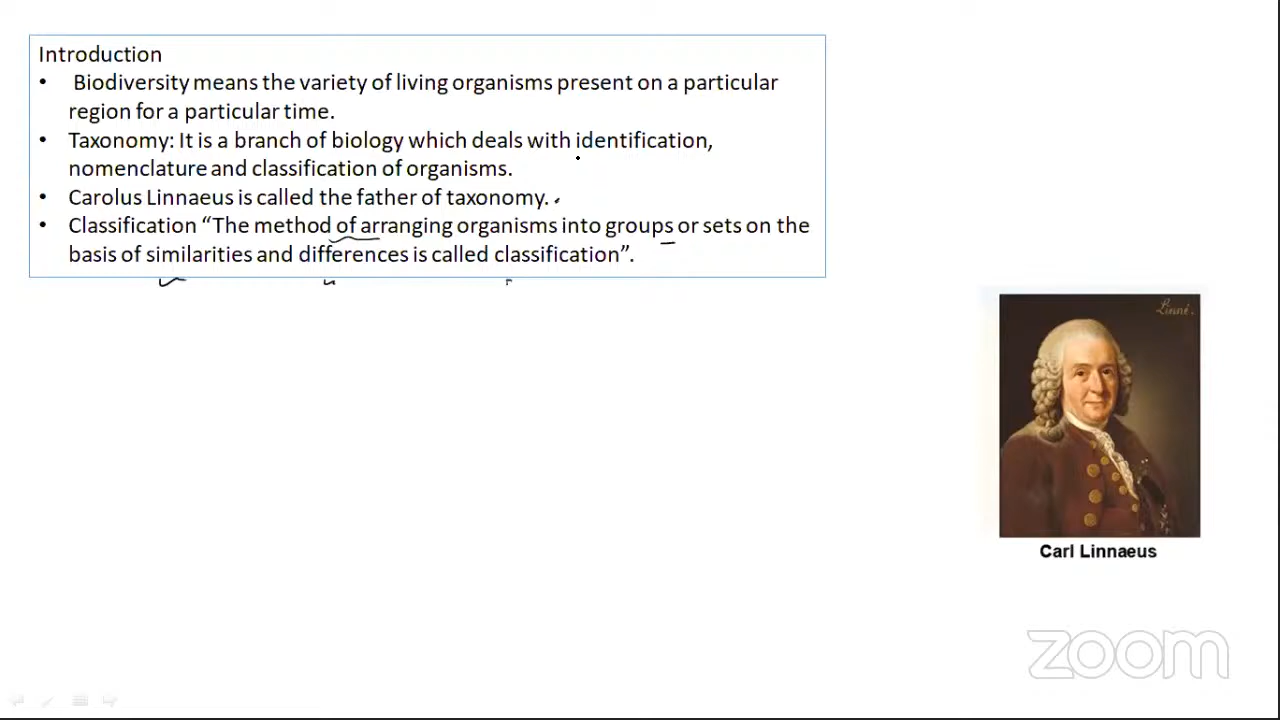 Introduction
• Biodiversity means the variety of living organisms present on a particular
region for a particular time.
• Taxonomy: It is a branch of biology which deals with identification,
nomenclature and classification of organisms.
• Carolus Linnaeus is called the father of taxonomy.
• Classification “The method of arranging organisms into groups or sets on the
basis of similarities and differences is called classification”.
Linné.
Carl Linnaeus
zoom